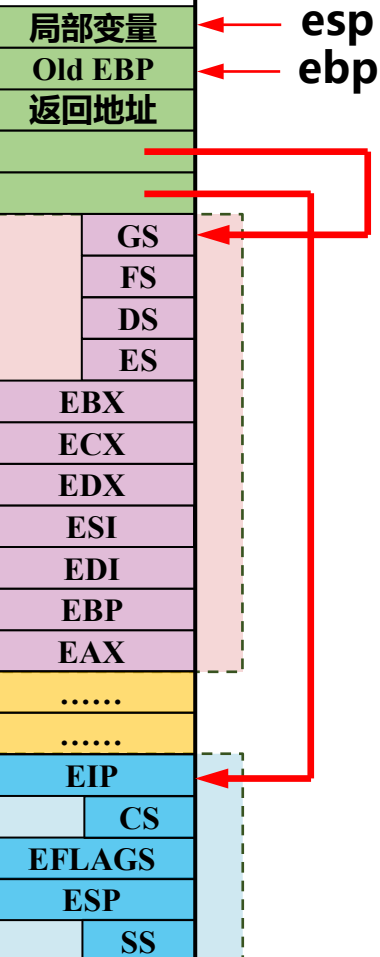 局部变量 esp
Old EBP ebp
返回地址
GS
FS
DS
ES
EBX
ECX
EDX
ESI
EDI
EBP
EAX
……
……
EIP
CS
EFLAGS
ESP
SS